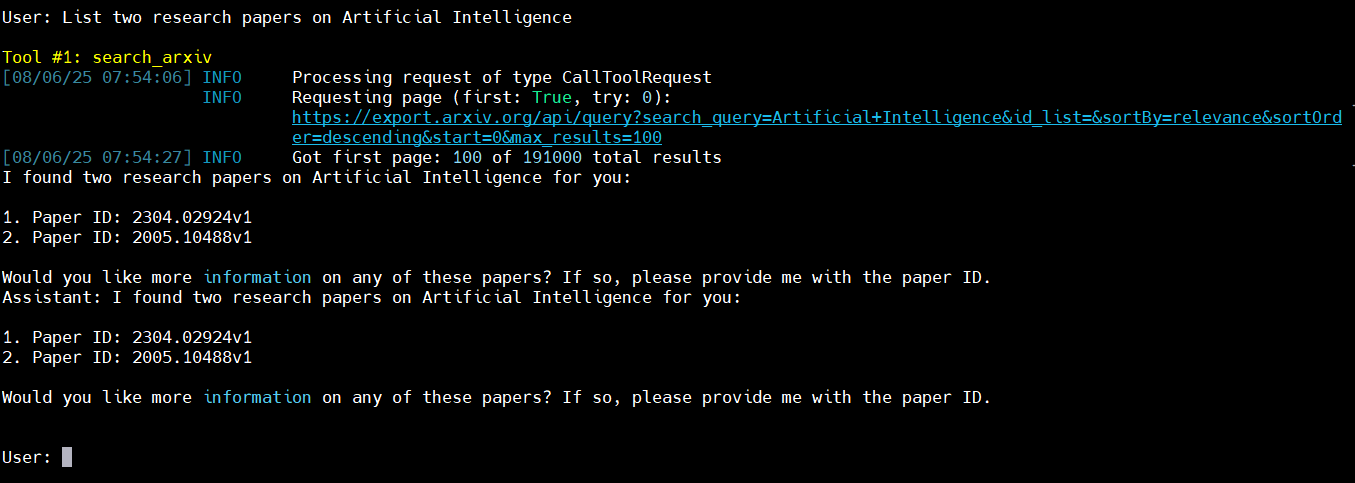 User: List two research papers on Artificial Intelligence
Tool #1: search_arxiv
[08/06/25 07:54:06] INFO Processing request of type CallToolRequest
INFO Requesting page (first: True, try: 0):
https://export.arxiv.org/api/query?search_query=Artificial+Intelligence&id_list=&sortBy=relevance&sortOrd
er=descending&start=0&max_results=100
[08/06/25 07:54:27] INFO Got first page: 100 of 191000 total results
I found two research papers on Artificial Intelligence for you:
1. Paper ID: 2304.02924v1
2. Paper ID: 2005.10488v1
Would you like more information on any of these papers? If so, please provide me with the paper ID.
Assistant: I found two research papers on Artificial Intelligence for you:
1. Paper ID: 2304.02924v1
2. Paper ID: 2005.10488v1
Would you like more information on any of these papers? If so, please provide me with the paper ID.
User: